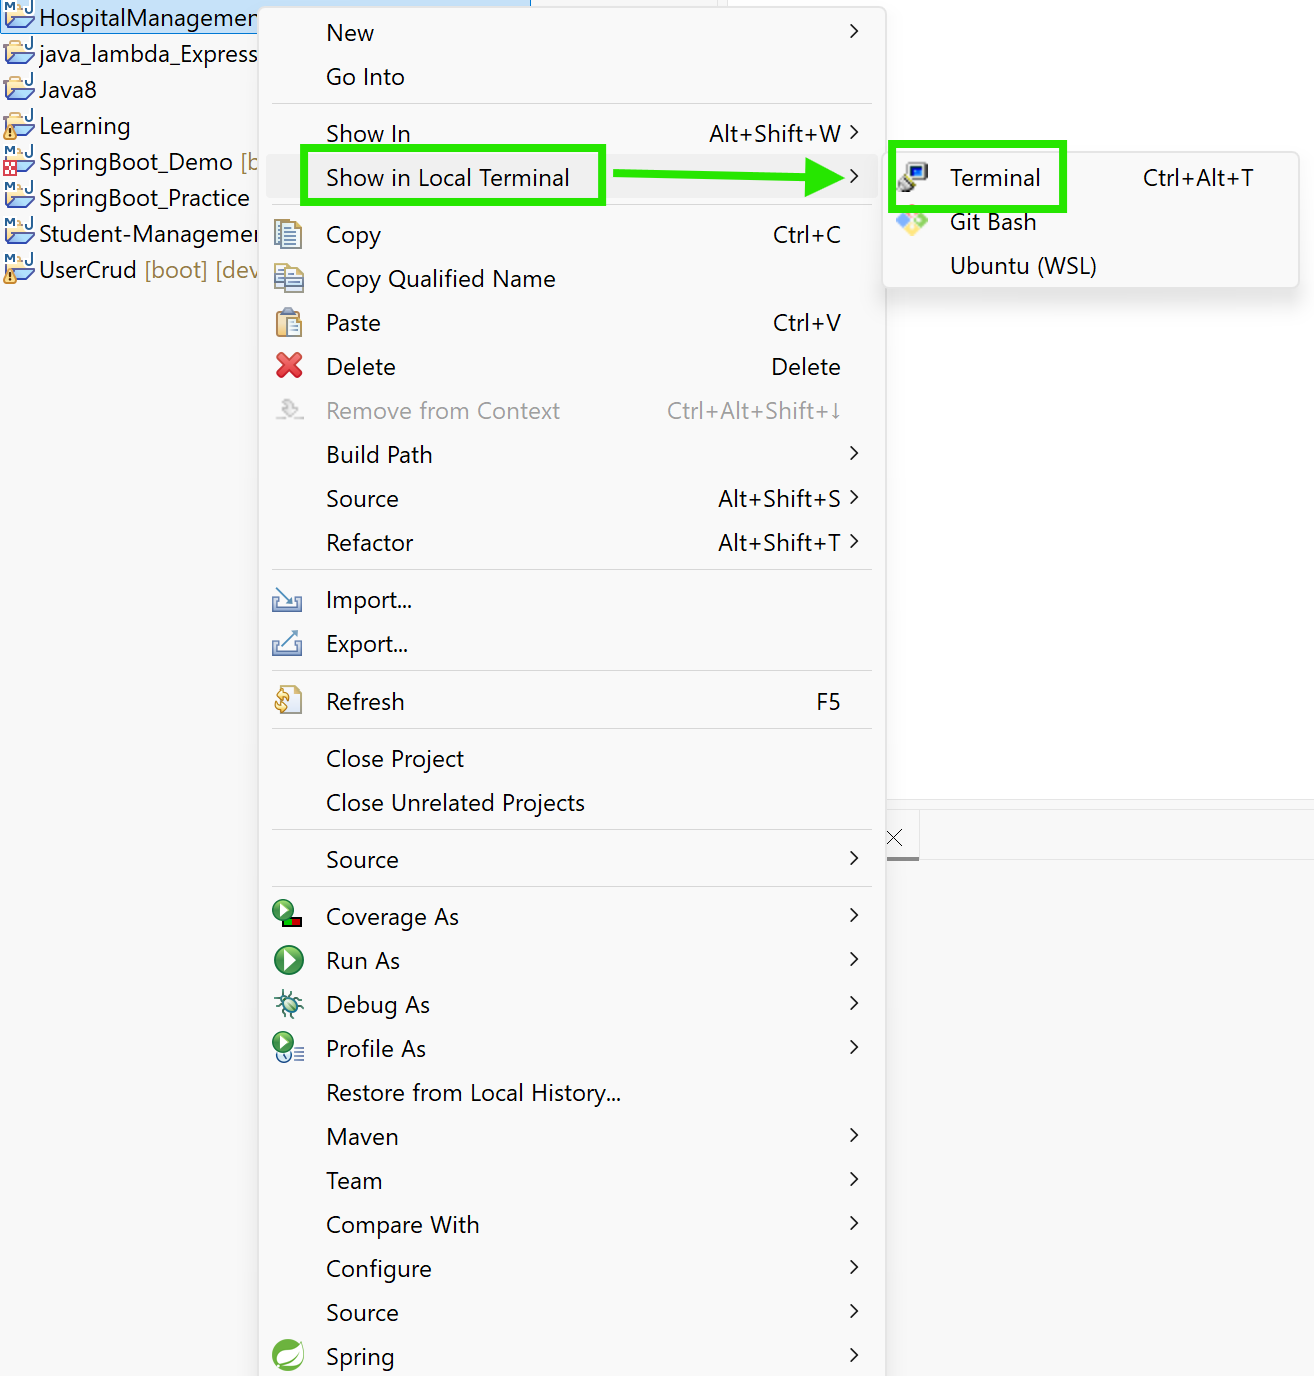 HospitalManagemen
java_lambda_Express
Java8
Learning
SpringBoot_Demo [b
SpringBoot_Practice
Student-Managemer
UserCrud [boot] [dev
New
Go Into
Show In Alt+Shift+W
Show in Local Terminal
Copy Ctrl+C
Copy Qualified Name
Paste Ctrl+V
Delete Delete
Remove from Context Ctrl+Alt+Shift+↓
Build Path
Source Alt+Shift+S
Refactor Alt+Shift+T
Import...
Export...
Refresh F5
Close Project
Close Unrelated Projects
Source
Coverage As
Run As
Debug As
Profile As
Restore from Local History...
Maven
Team
Compare With
Configure
Source
Spring
Terminal Ctrl+Alt+T
Git Bash
Ubuntu (WSL)